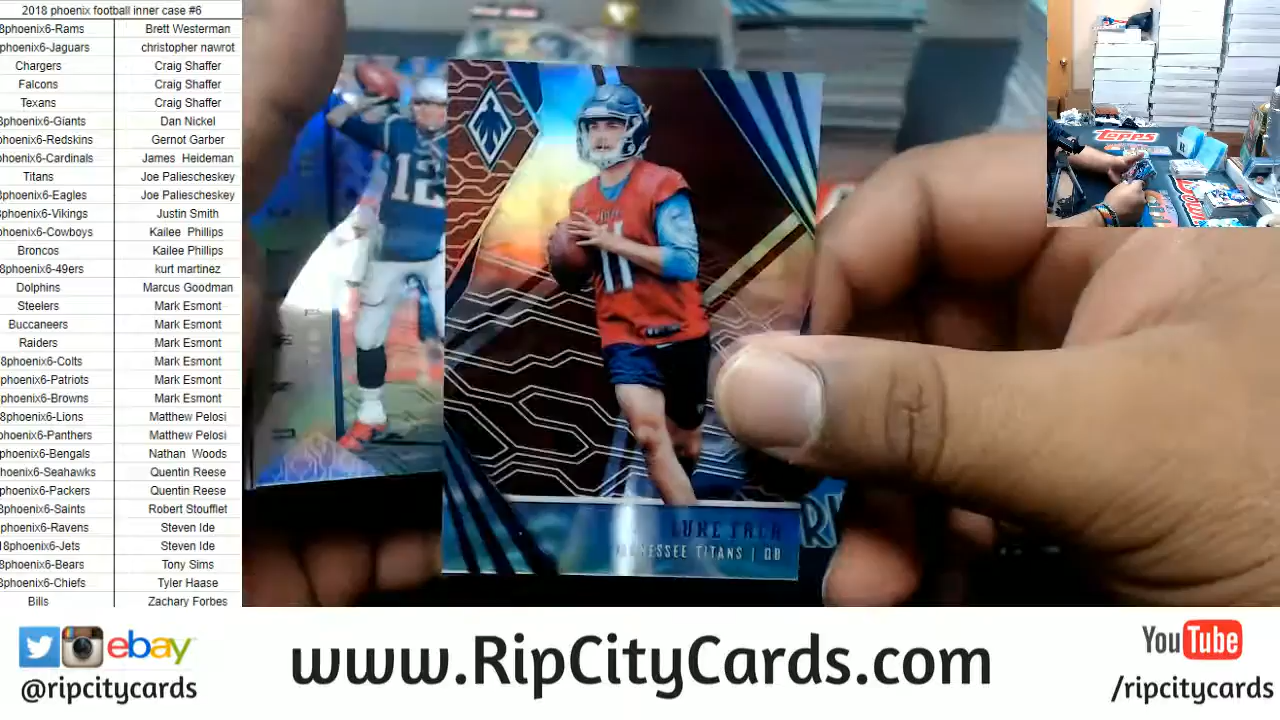 2018 phoenix football inner case #6
8phoenix6-Rams Brett Westerman
phoenix6-Jaguars christopher nawrot
Chargers Craig Shaffer
Falcons Craig Shaffer
Texans Craig Shaffer
8phoenix6-Giants Dan Nickel
phoenix6-Redskins Gernot Garber
phoenix6-Cardinals James Heideman
Titans Joe Paliescheskey
8phoenix6-Eagles Joe Paliescheskey
8phoenix6-Vikings Justin Smith
phoenix6-Cowboys Kailee Phillips
Broncos Kailee Phillips
8phoenix6-49ers kurt martinez
Dolphins Marcus Goodman
Steelers Mark Esmont
Buccaneers Mark Esmont
Raiders Mark Esmont
8phoenix6-Colts Mark Esmont
phoenix6-Patriots Mark Esmont
phoenix6-Browns Mark Esmont
8phoenix6-Lions Matthew Pelosi
phoenix6-Panthers Matthew Pelosi
phoenix6-Bengals Nathan Woods
hoenix6-Seahawks Quentin Reese
phoenix6-Packers Quentin Reese
8phoenix6-Saints Robert Stoufflet
phoenix6-Ravens Steven Ide
18phoenix6-Jets Steven Ide
8phoenix6-Bears Tony Sims
phoenix6-Chiefs Tyler Haase
Bills Zachary Forbes
12
11
LUKE FALK
TENNESSEE TITANS | QB
Topps
ebay
@ripcitycards
www.RipCityCards.com
YouTube
/ripcitycards